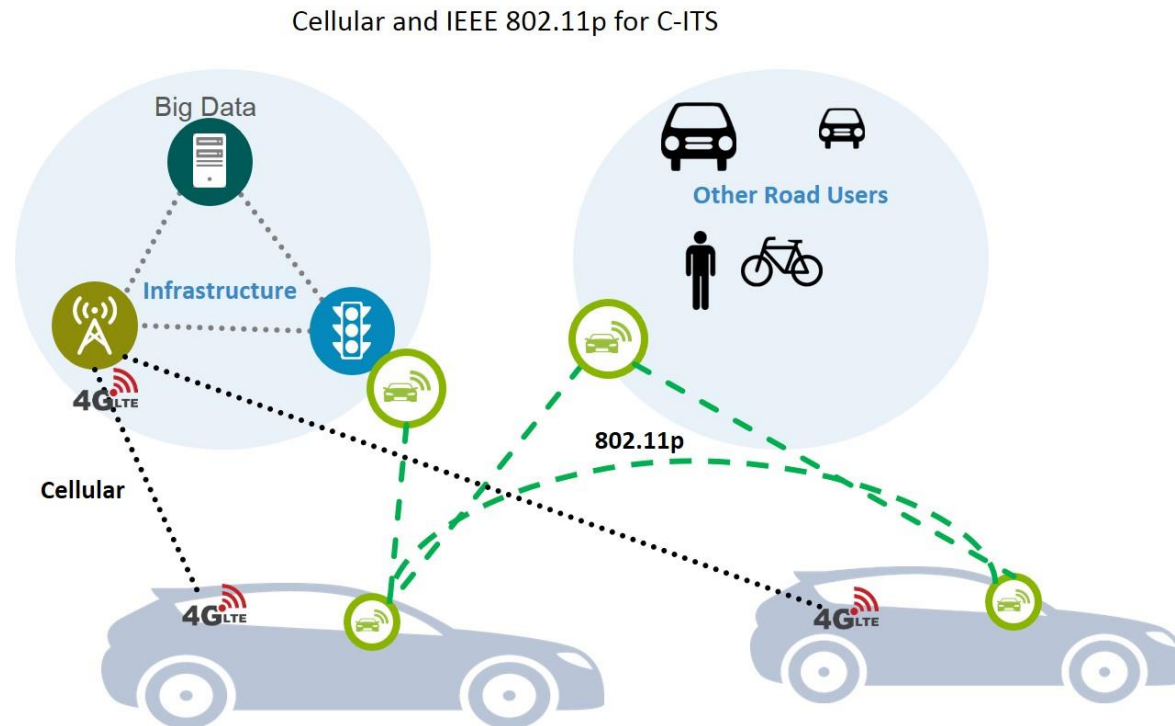 Cellular and IEEE 802.11p for C-ITS
Big Data
Other Road Users
Infrastructure
4G LTE
802.11p
Cellular
4G LTE
4G LTE